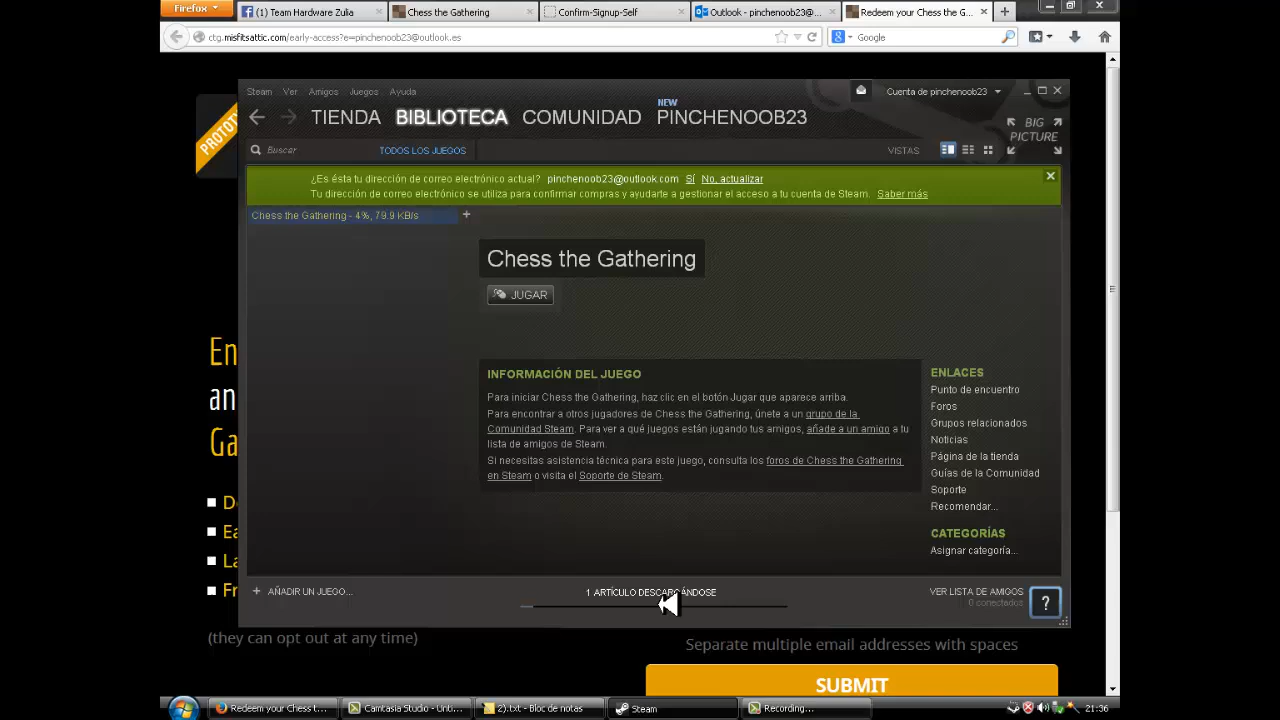 Firefox
(1) Team Hardware Zulia
Chess the Gathering
Confirm-Signup-Self
Outlook - pinchenoob23@...
Redeem your Chess the G...
ctg.misfitsattic.com/early-access?e=pinchenoob23@outlook.es
Google
Steam Ver Amigos Juegos Ayuda
Cuenta de pinchenoob23
TIENDA BIBLIOTECA COMUNIDAD PINCHENOOB23
NEW
BIG
PICTURE
Buscar
TODOS LOS JUEGOS
VISTAS
¿Es ésta tu dirección de correo electrónico actual? pinchenoob23@outlook.com Sí No, actualizar
Tu dirección de correo electrónico se utiliza para confirmar compras y ayudarte a gestionar el acceso a tu cuenta de Steam. Saber más
Chess the Gathering - 4%, 79.9 KB/s
Chess the Gathering
JUGAR
INFORMACIÓN DEL JUEGO
Para iniciar Chess the Gathering, haz clic en el botón Jugar que aparece arriba.
Para encontrar a otros jugadores de Chess the Gathering, únete a un grupo de la
Comunidad Steam. Para ver a qué juegos están jugando tus amigos, añade a un amigo a tu
lista de amigos de Steam.
Si necesitas asistencia técnica para este juego, consulta los foros de Chess the Gathering
en Steam o visita el Soporte de Steam.
ENLACES
Punto de encuentro
Foros
Grupos relacionados
Noticias
Página de la tienda
Guías de la Comunidad
Soporte
Recomendar...
CATEGORÍAS
Asignar categoría...
+ AÑADIR UN JUEGO...
1 ARTÍCULO DESCARGÁNDOSE
VER LISTA DE AMIGOS
0 conectados
?
PROTOT
En
an
Ga
D
Ea
La
Fr
(they can opt out at any time)
Separate multiple email addresses with spaces
SUBMIT
Redeem your Chess t...
Camtasia Studio - Unti...
2).txt - Bloc de notas
Steam
Recording...
21:36